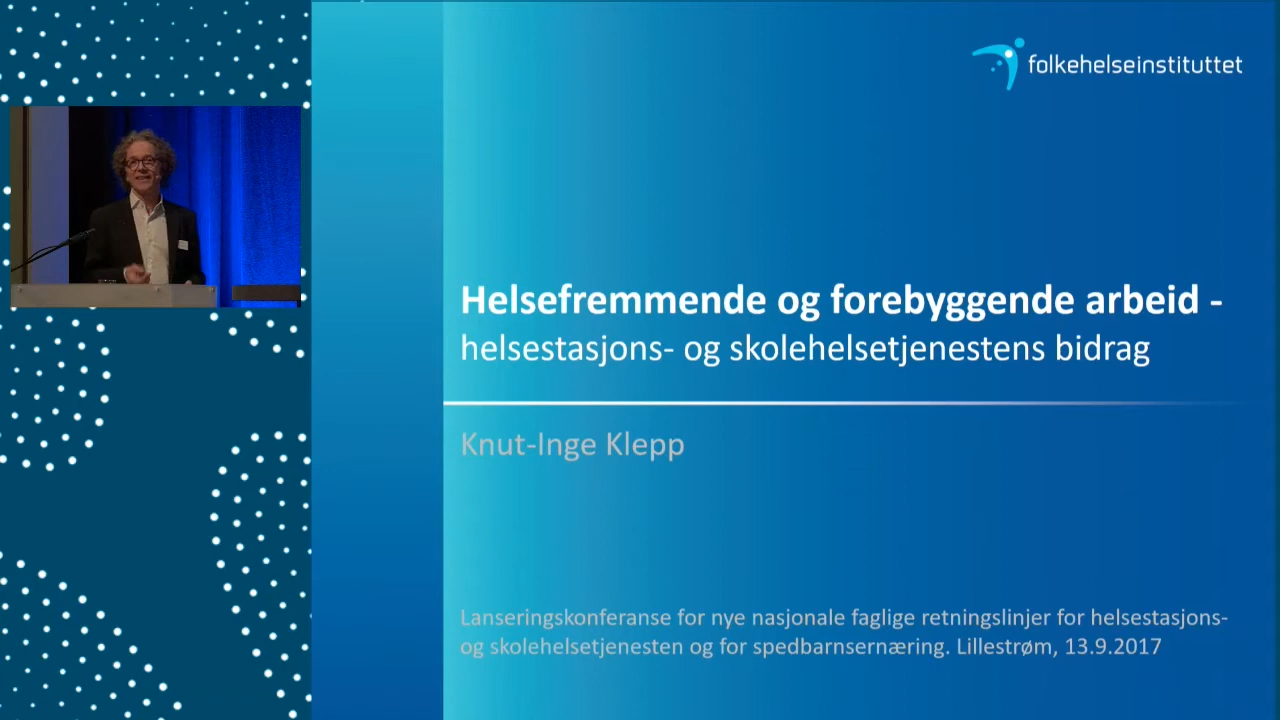 folkehelseinstituttet
Helsefremmende og forebyggende arbeid -
helsestasjons- og skolehelsetjenestens bidrag
Knut-Inge Klepp
Lanseringskonferanse for nye nasjonale faglige retningslinjer for helsestasjons-
og skolehelsetjenesten og for spedbarnsernæring. Lillestrøm, 13.9.2017